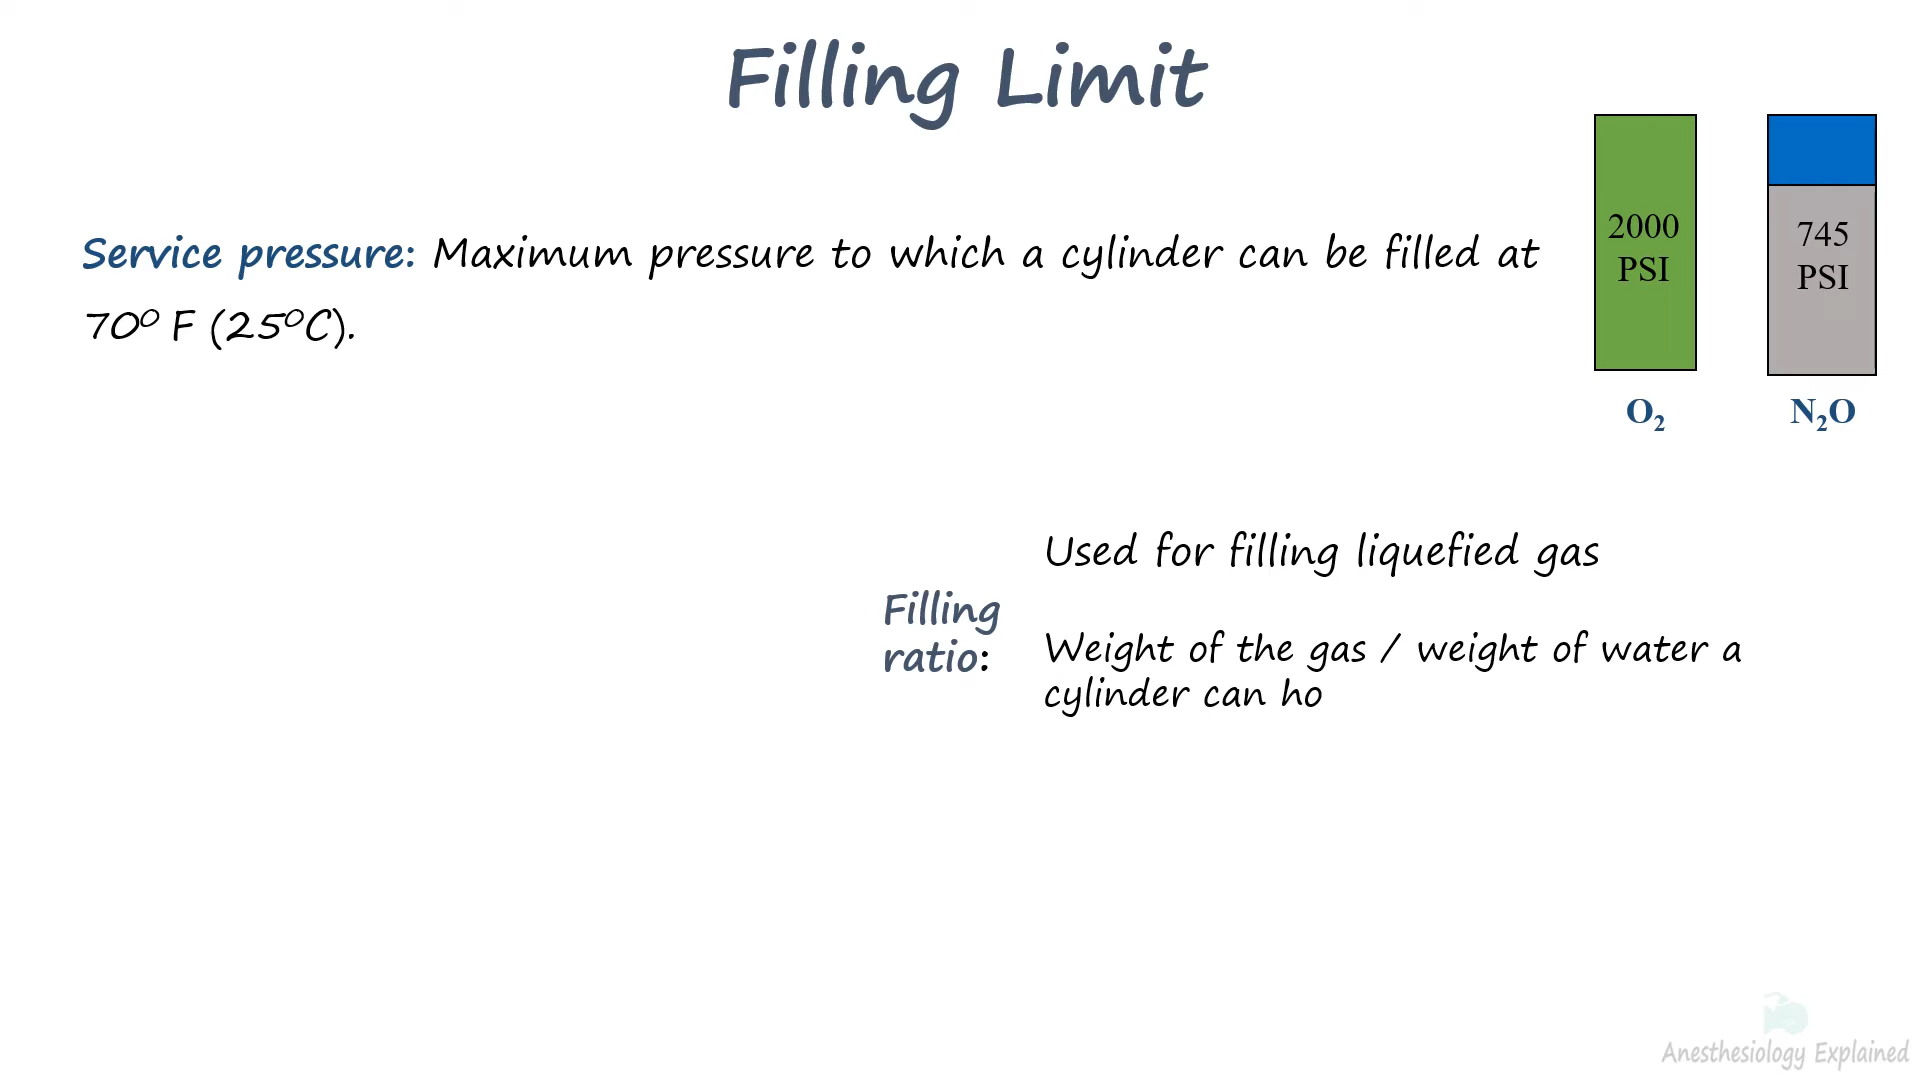 Filling Limit
Service pressure: Maximum pressure to which a cylinder can be filled at
70⁰ F (25⁰C).
2000
PSI
O₂
745
PSI
N₂O
Filling
ratio:
Used for filling liquefied gas
Weight of the gas / weight of water a
cylinder can ho
Anesthesiology Explained